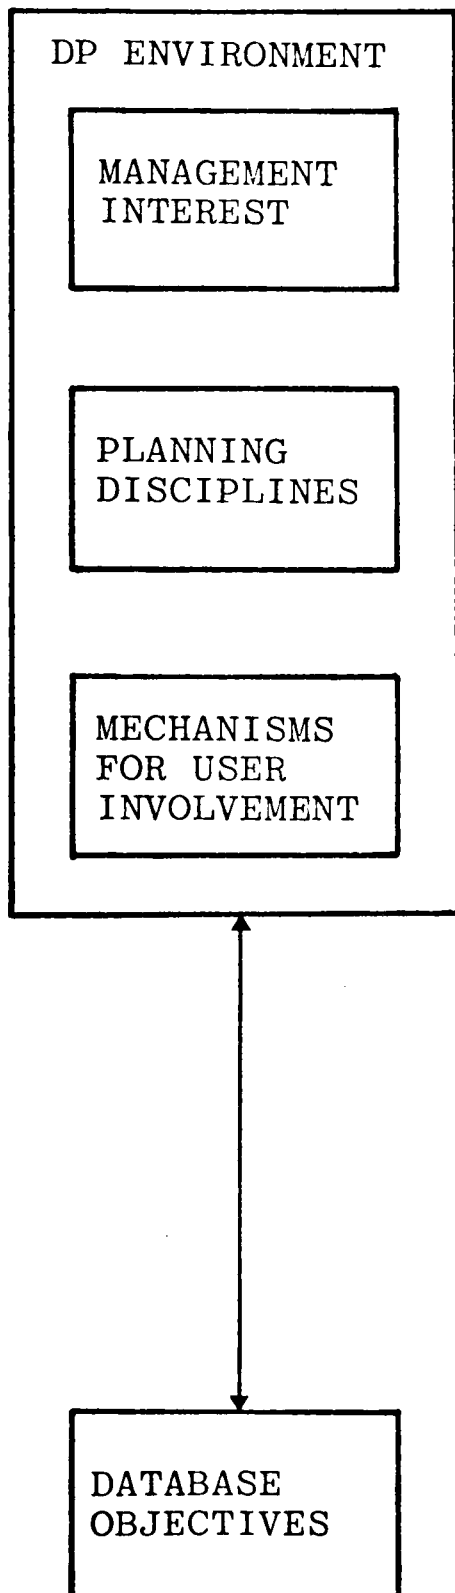 DP ENVIRONMENT
MANAGEMENT
INTEREST
PLANNING
DISCIPLINES
MECHANISMS
FOR USER
INVOLVEMENT
DATABASE
OBJECTIVES